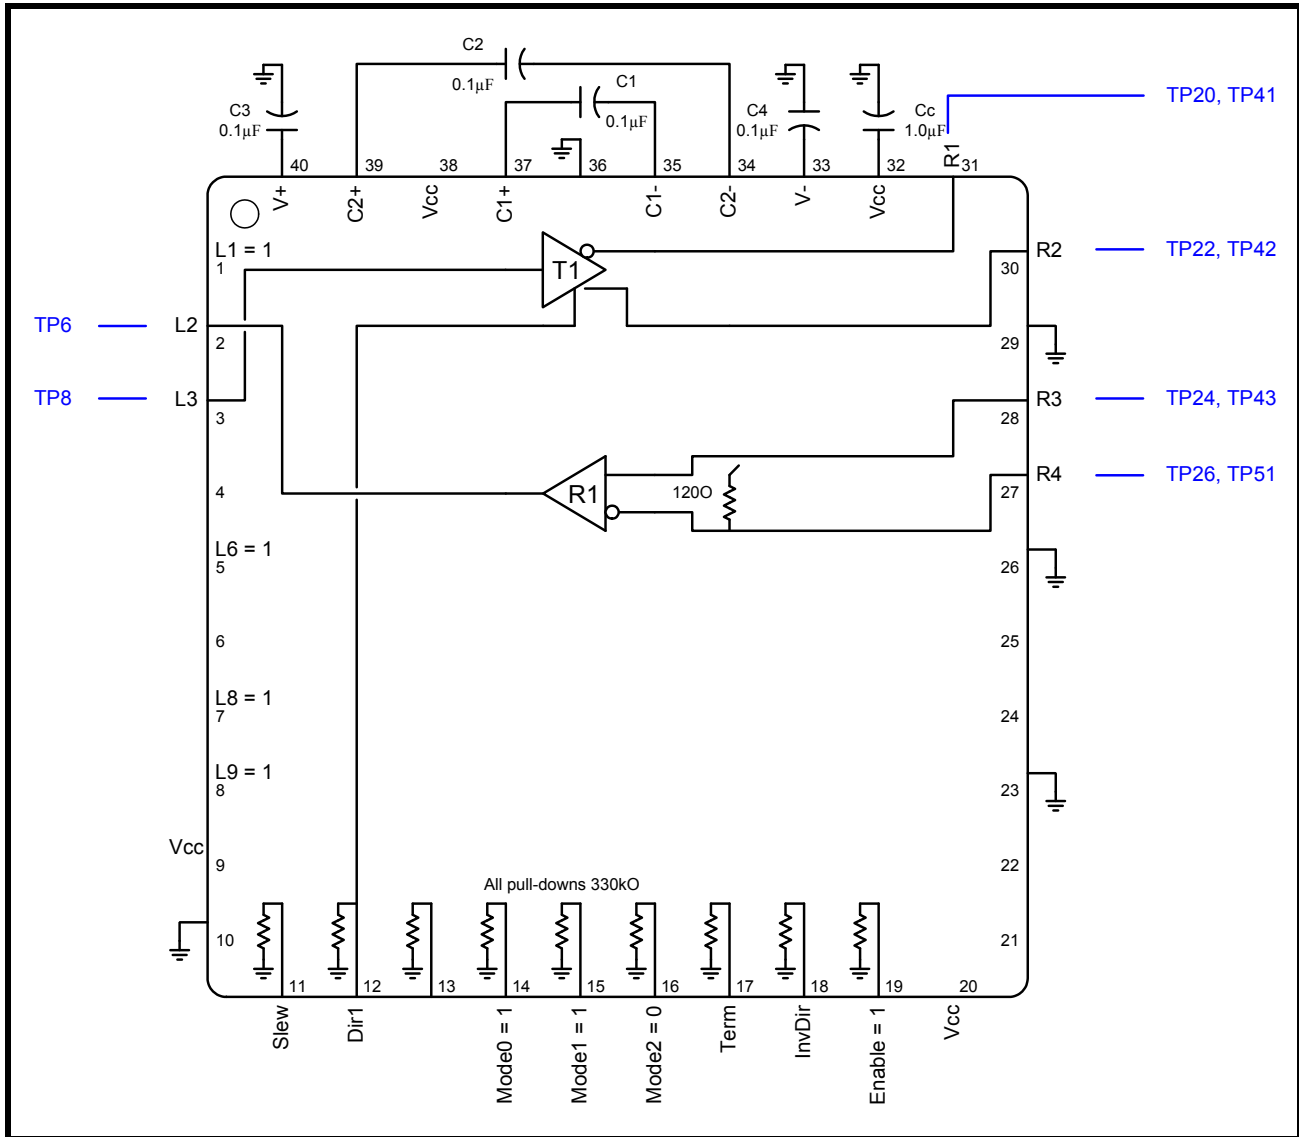 C2
0.1µF
C1
0.1µF
C3
0.1µF
C4
0.1µF
Cc
1.0µF
R1
TP20, TP41
40
39
38
37
36
35
34
33
32
31
V+
C2+
Vcc
C1+
C1-
C2-
V-
Vcc
L1 = 1
1
T1
R2
30
TP22, TP42
TP6
L2
2
29
TP8
L3
3
R3
28
TP24, TP43
4
R1
120O
R4
27
TP26, TP51
L6 = 1
5
26
6
25
L8 = 1
7
24
L9 = 1
8
23
Vcc
9
22
All pull-downs 330kO
10
21
11
12
13
14
15
16
17
18
19
20
Slew
Dir1
Mode0 = 1
Mode1 = 1
Mode2 = 0
Term
InvDir
Enable = 1
Vcc